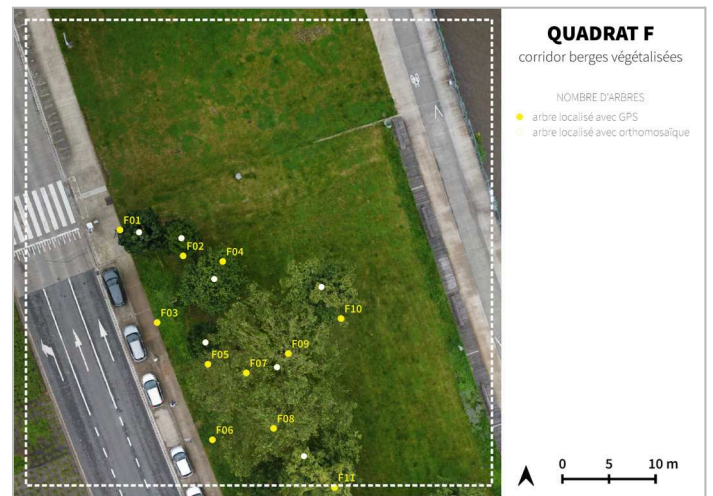 QUADRAT F
corridor berges végétalisées
NOMBRE D'ARBRES
arbre localisé avec GPS
arbre localisé avec orthomosaïque
F01
F02
F04
F03
F10
F09
F05
F07
F08
F06
F11
0 5 10 m